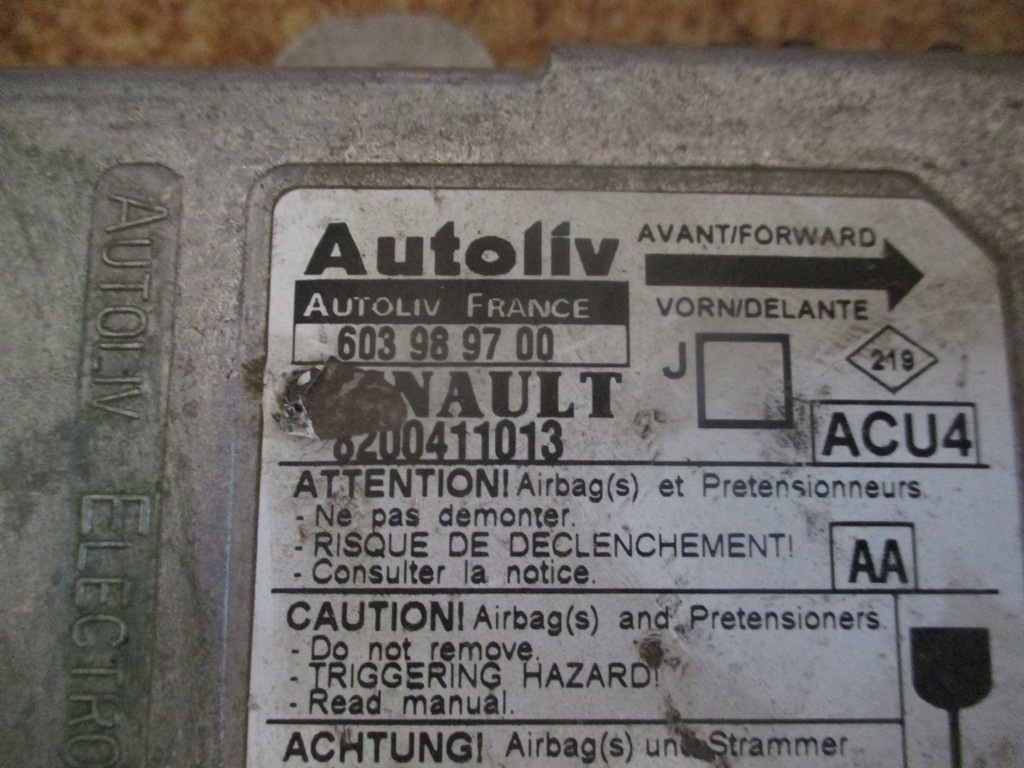 AUTOLIV ELECTRO
Autoliv
AUTOLIV FRANCE
603 98 97 00
8200411013
AVANT/FORWARD
VORN/DELANTE
J
219
ACU4
ATTENTION! Airbag(s) et Pretensionneurs
- Ne pas demonter.
- RISQUE DE DECLENCHEMENT!
- Consulter la notice.
AA
CAUTION! Airbag(s) and Pretensioners
- Do not remove.
- TRIGGERING HAZARD!
- Read manual.
ACHTUNG! Airbag(s) und Strammer